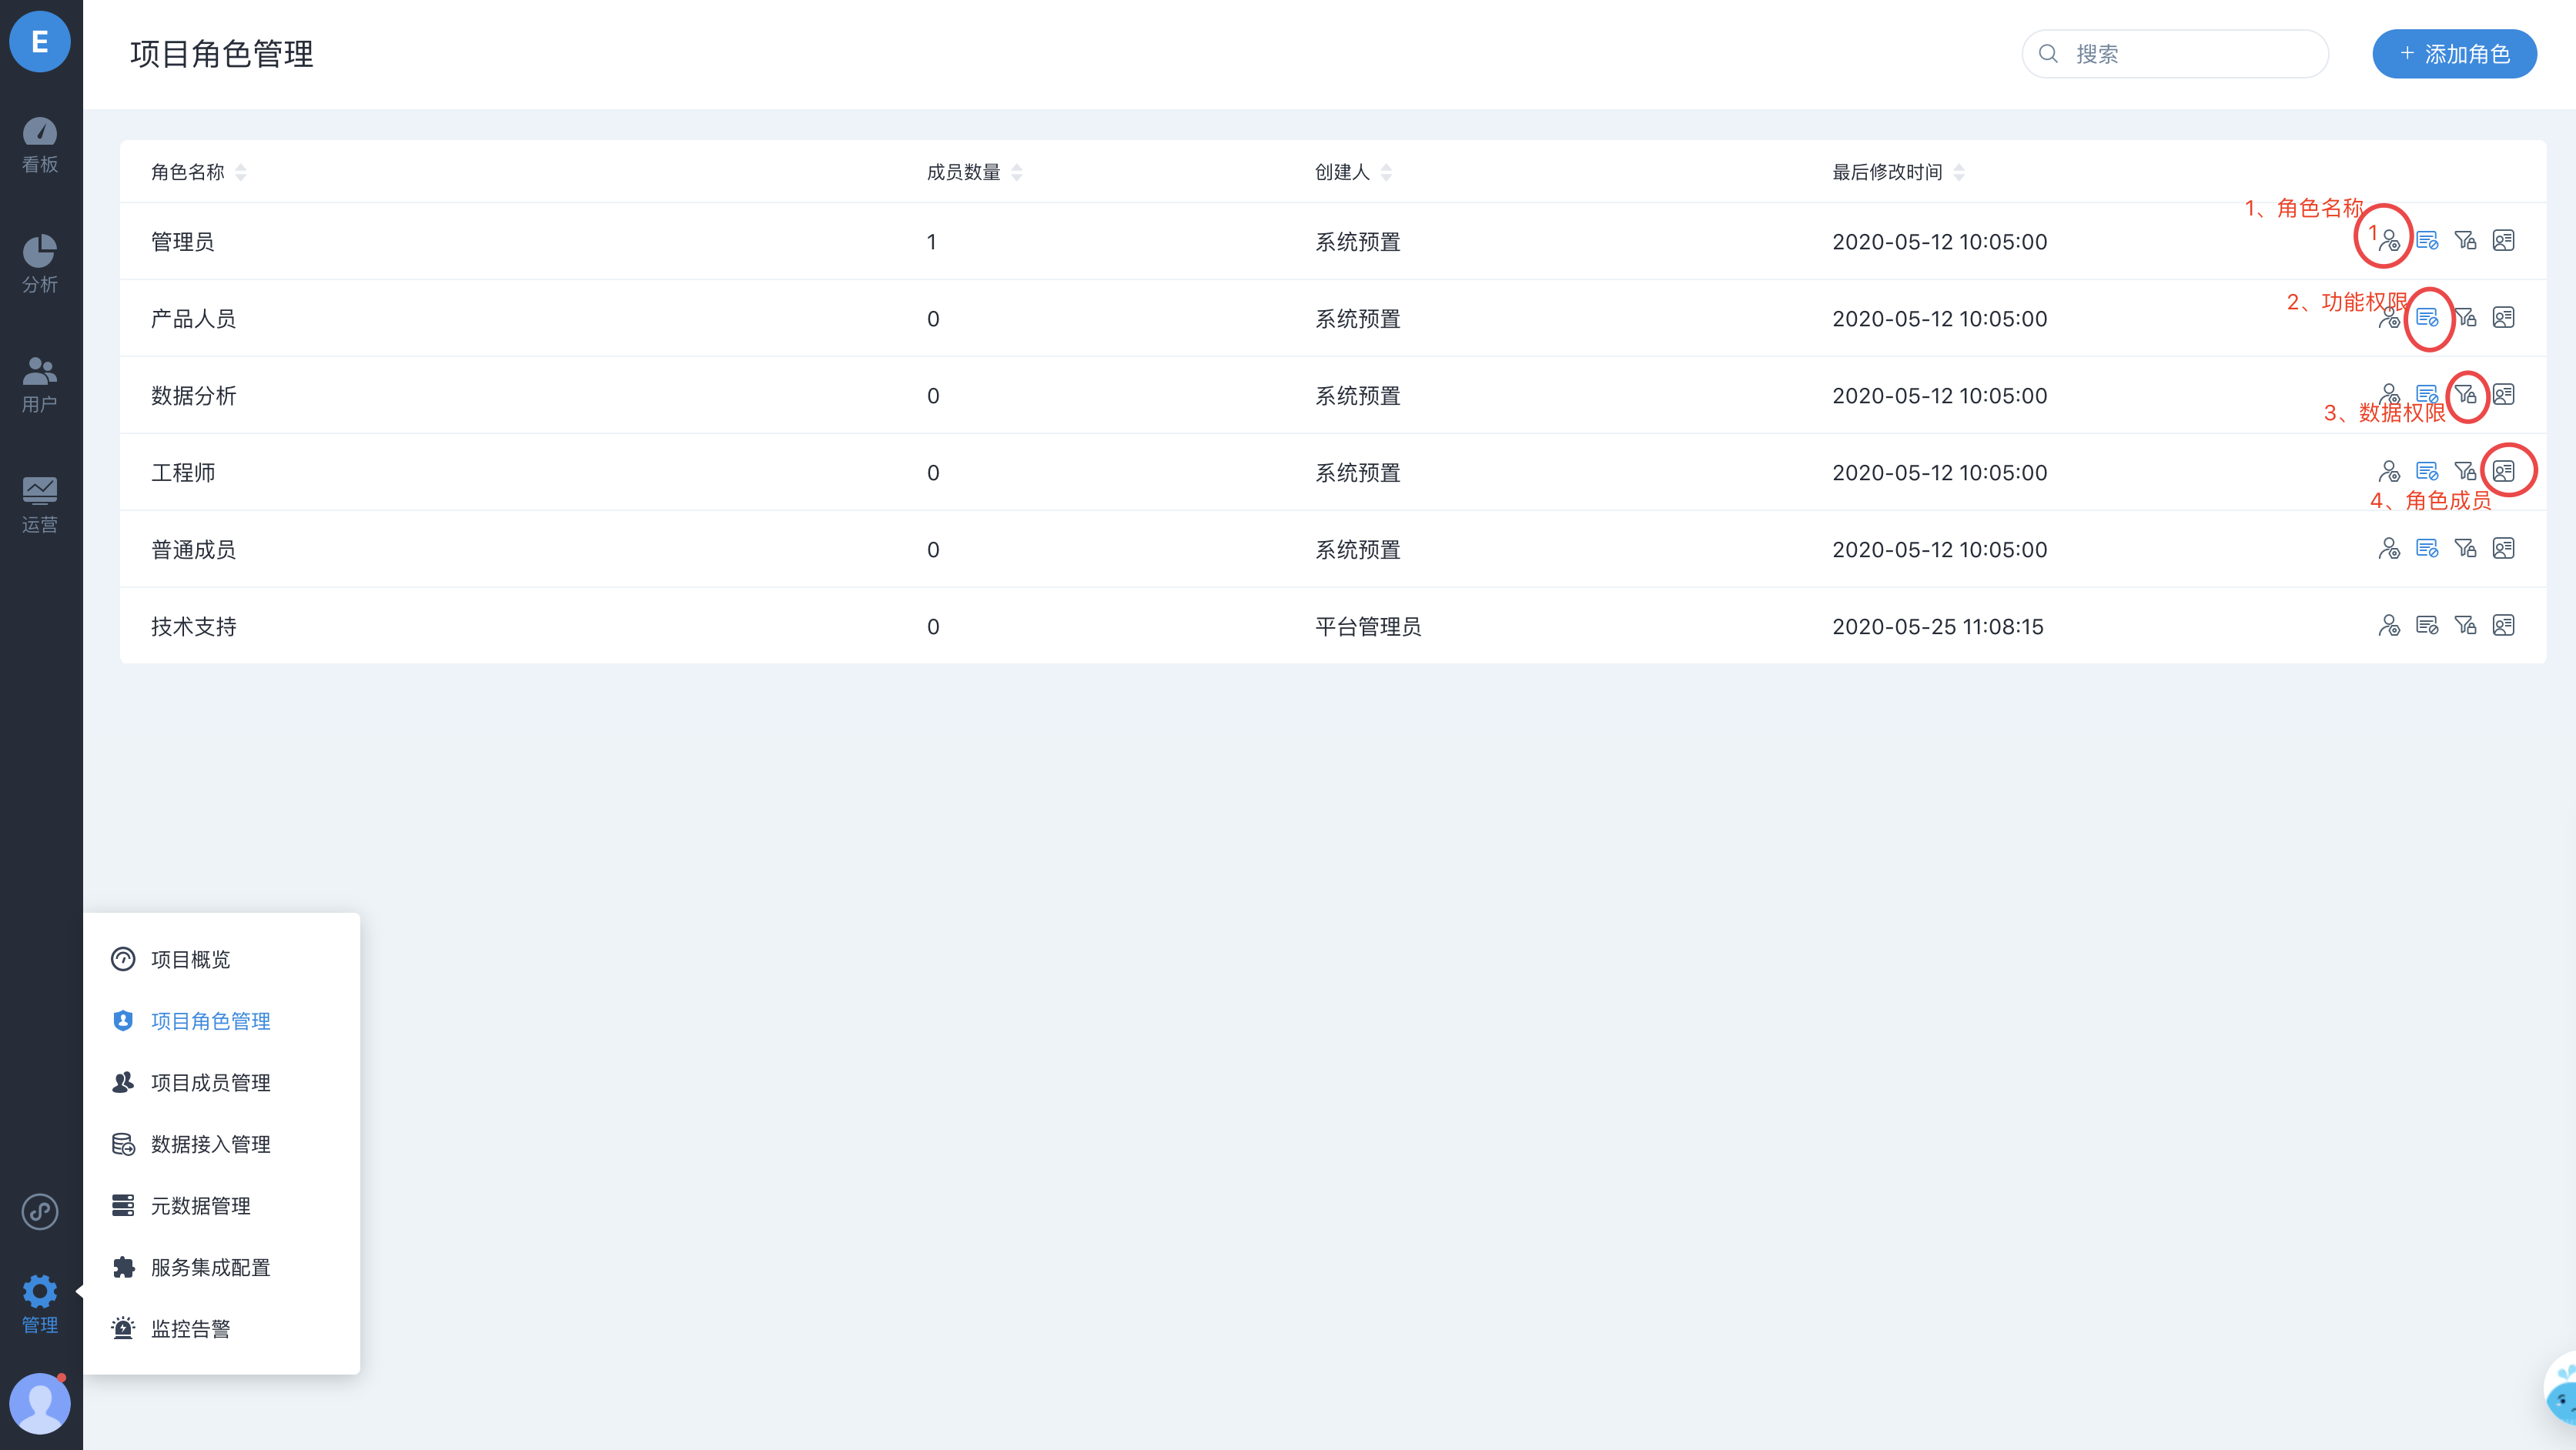 E
看板
分析
用户
运营
管理
项目角色管理
搜索
+ 添加角色
角色名称 成员数量 创建人 最后修改时间
1、角色名称
管理员 1 系统预置 2020-05-12 10:05:00 1
2、功能权限
产品人员 0 系统预置 2020-05-12 10:05:00
数据分析 0 系统预置 2020-05-12 10:05:00
3、数据权限
工程师 0 系统预置 2020-05-12 10:05:00
4、角色成员
普通成员 0 系统预置 2020-05-12 10:05:00
技术支持 0 平台管理员 2020-05-25 11:08:15
项目概览
项目角色管理
项目成员管理
数据接入管理
元数据管理
服务集成配置
监控告警